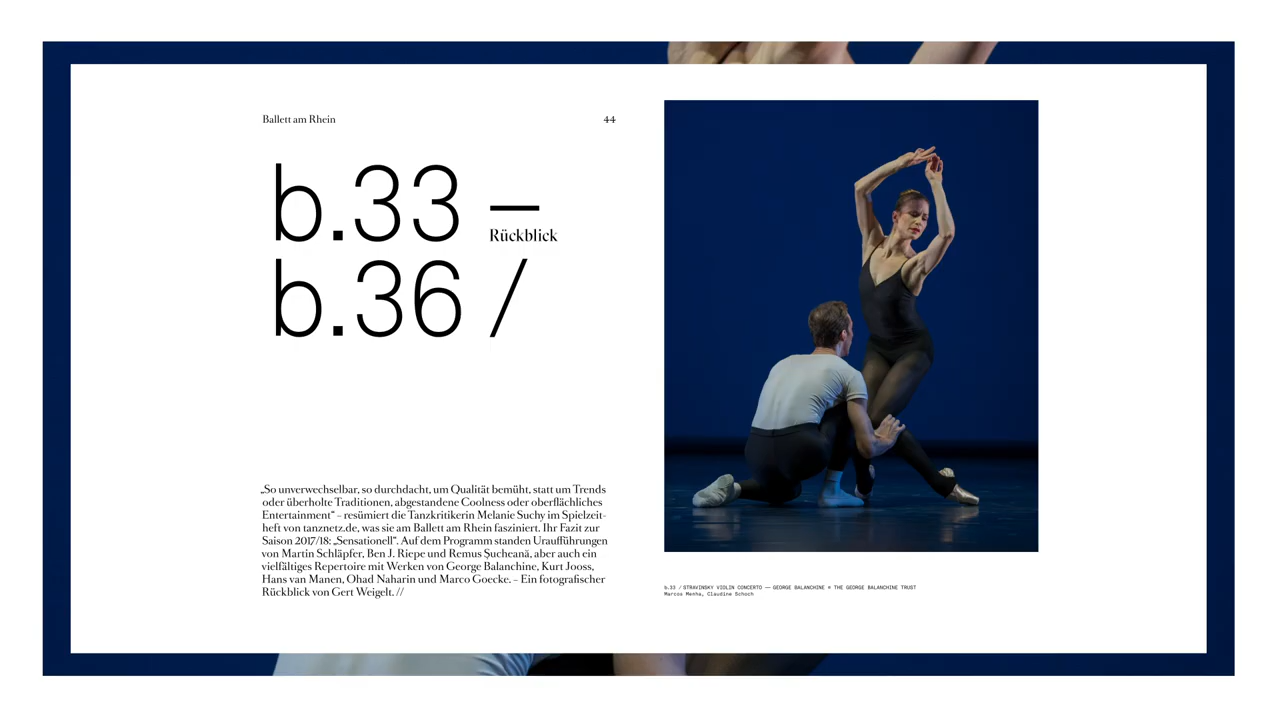 Ballett am Rhein
44
b.33 –
Rückblick
b.36 /
„So unverwechselbar, so durchdacht, um Qualität bemüht, statt um Trends
oder überholte Traditionen, abgestandene Coolness oder oberflächliches
Entertainment“ – resümiert die Tanzkritikerin Melanie Suchy im Spielzeit-
heft von tanznetz.de, was sie am Ballett am Rhein fasziniert. Ihr Fazit zur
Saison 2017/18: „Sensationell“. Auf dem Programm standen Uraufführungen
von Martin Schläpfer, Ben J. Riepe und Remus Şucheană, aber auch ein
vielfältiges Repertoire mit Werken von George Balanchine, Kurt Jooss,
Hans van Manen, Ohad Naharin und Marco Goecke. – Ein fotografischer
Rückblick von Gert Weigelt. //
b.33 / STRAVINSKY VIOLIN CONCERTO — GEORGE BALANCHINE © THE GEORGE BALANCHINE TRUST
Marcos Menha, Claudine Schoch